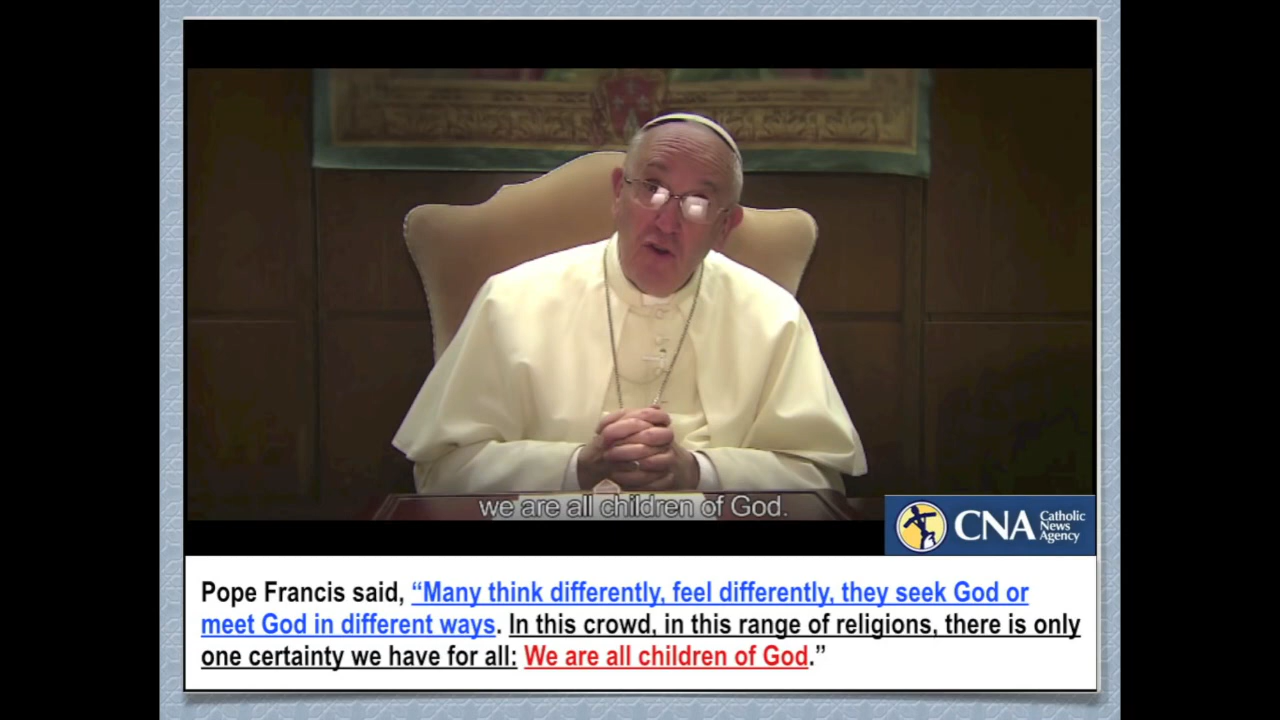 we are all children of God.
CNA Catholic
News
Agency
Pope Francis said, “Many think differently, feel differently, they seek God or
meet God in different ways. In this crowd, in this range of religions, there is only
one certainty we have for all: We are all children of God.”